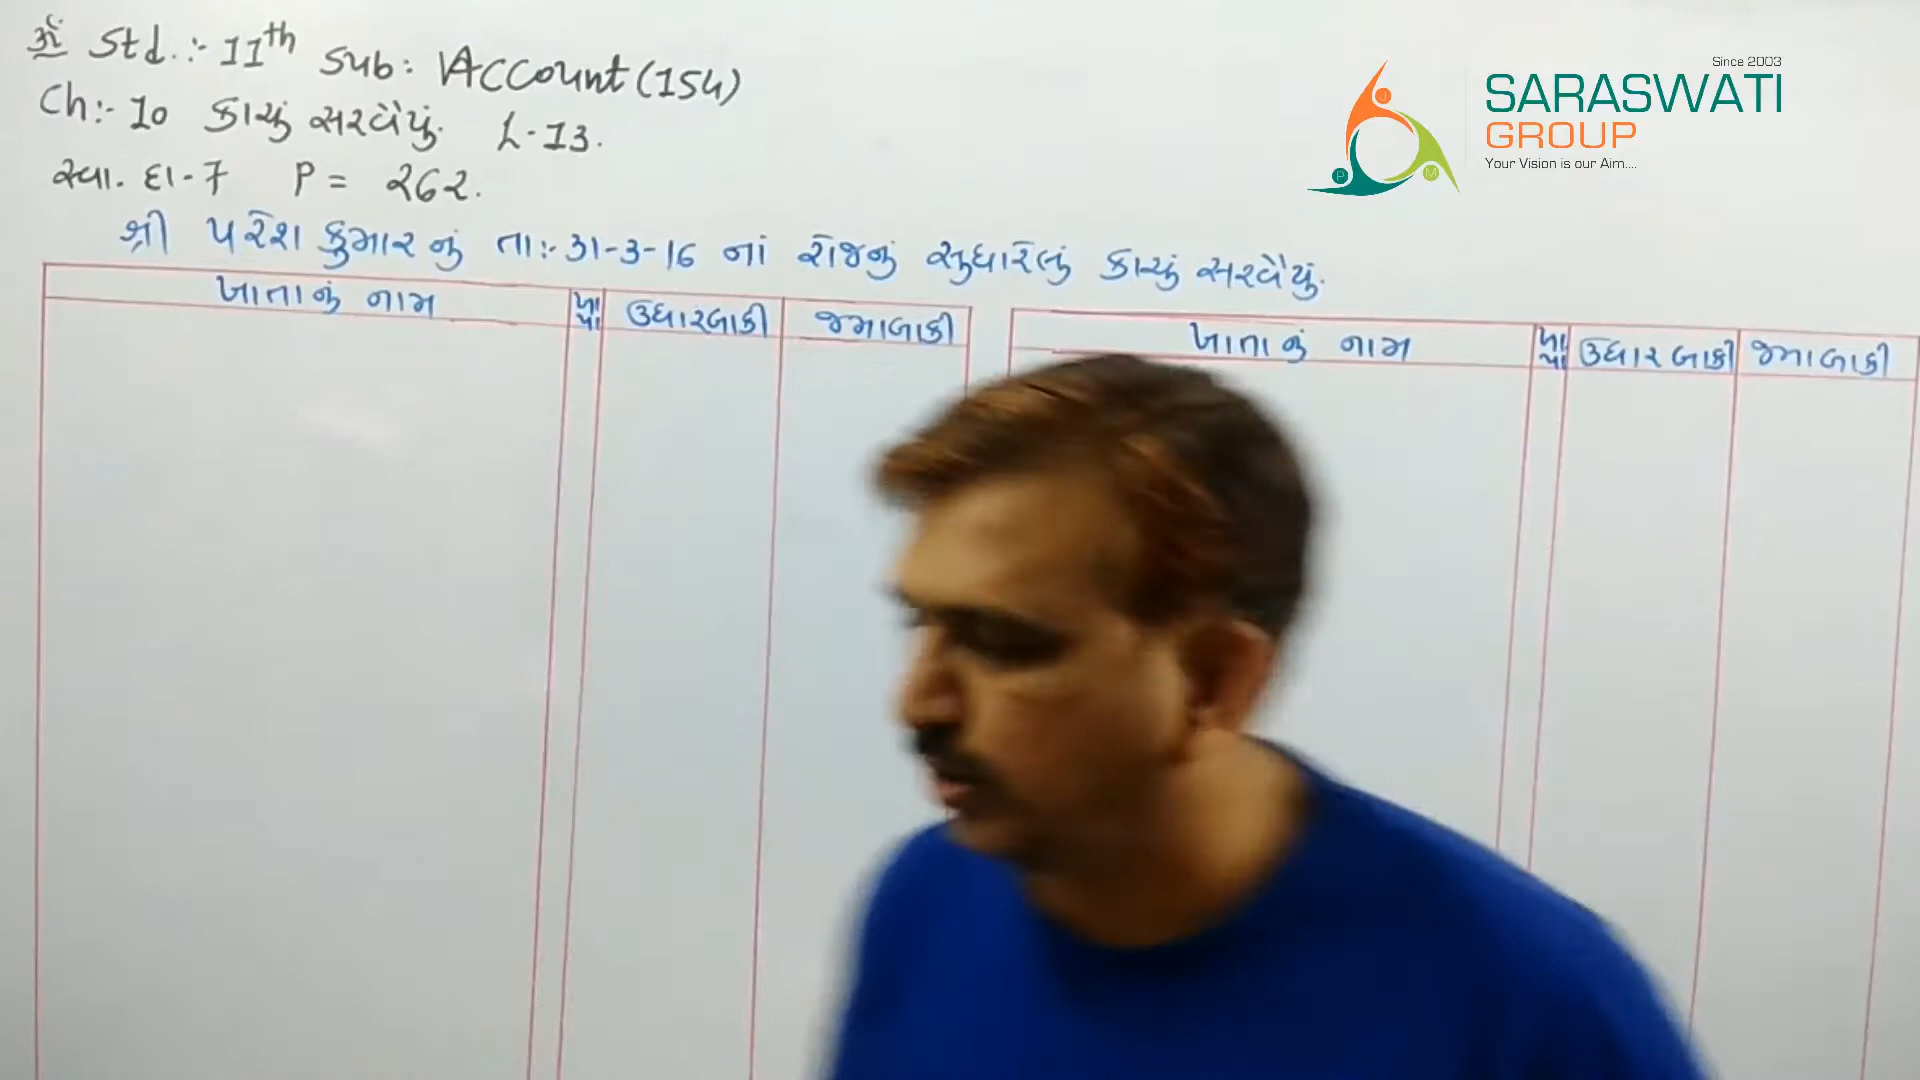 ૐ Std.:- 11th Sub: Account(154)
Ch:- 10 કાચું સરવૈયું. L-13.
સ્વા. દા-7 P = 262.
શ્રી પરેશ કુમારનું તા:- 31-3-16 નાં રોજનું સુધારેલું કાચું સરવૈયું.
ખાતાનું નામ ખા પા ઉધારબાકી જમાબાકી
ખાતાનું નામ ખા પા ઉધારબાકી જમાબાકી
Since 2003
SARASWATI
GROUP
Your Vision is our Aim....
J
P
M